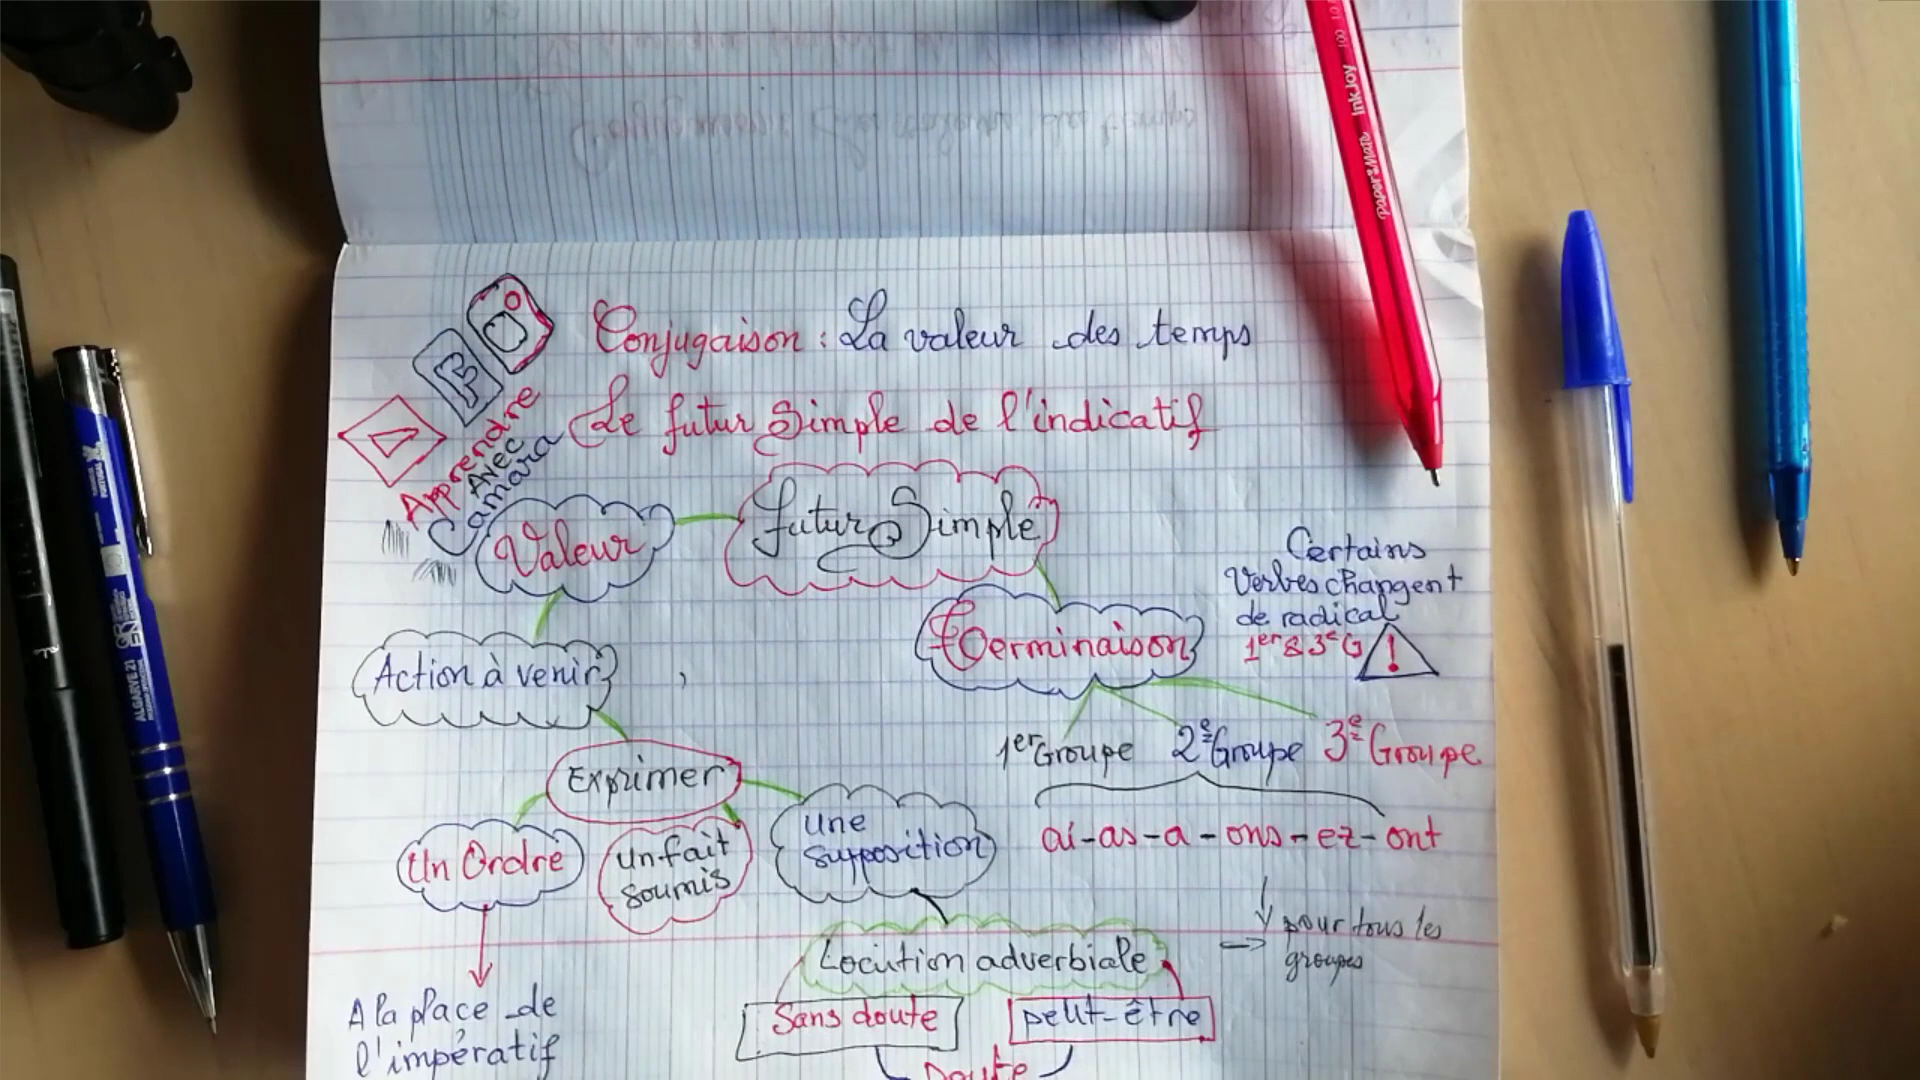 Conjugaison : La valeur des temps
Le futur Simple de l'indicatif
F
Apprendre
Avec
Camara
Valeur
futur Simple
Certains
Verbes changent
de radical
1er & 3e G !
Terminaison
Action à venir
1er Groupe 2e Groupe 3e Groupe
Exprimer
Un Ordre
un fait
soumis
une
supposition
ai-as-a-ons-ez-ont
pour tous les
groupes
Locution adverbiale
Sans doute
peut-être
Doute
A la place de
l'impératif
paper:mate InkJoy 100
ALGARVE 21